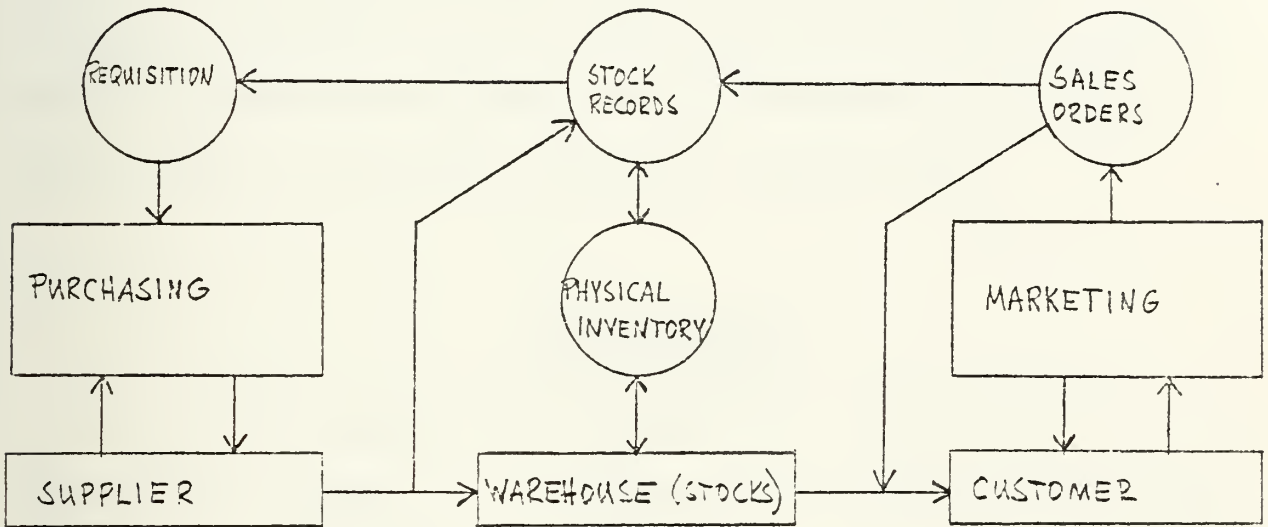 REQUISITION
STOCK
RECORDS
SALES
ORDERS
PURCHASING
PHYSICAL
INVENTORY
MARKETING
SUPPLIER
WAREHOUSE (STOCKS)
CUSTOMER